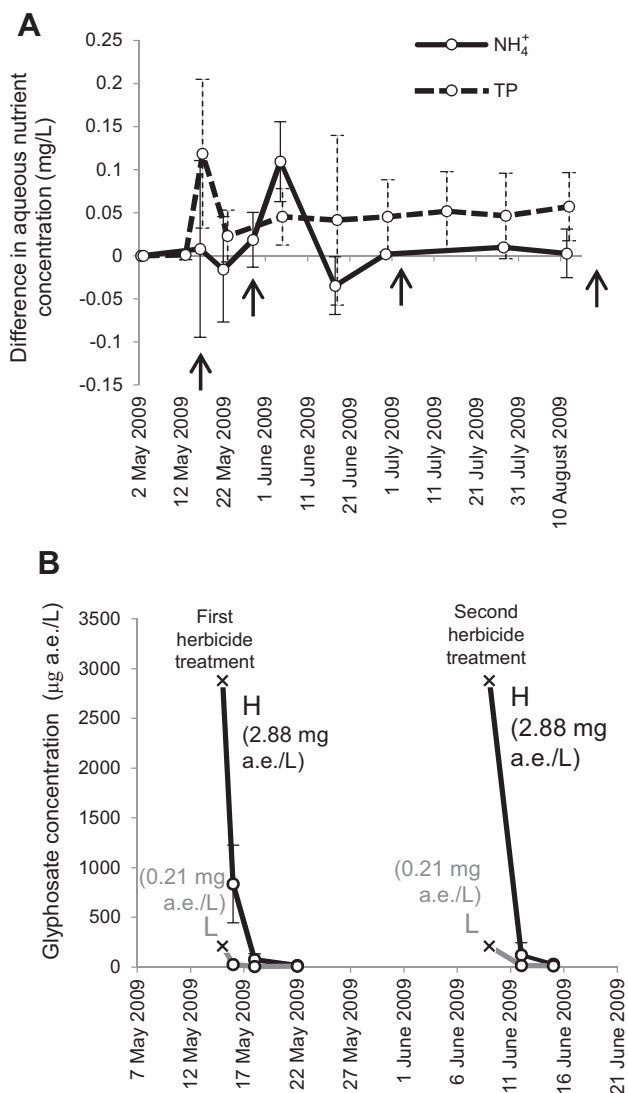 A
Difference in aqueous nutrient
concentration (mg/L)
0.25
0.2
0.15
0.1
0.05
0
-0.05
-0.1
-0.15
NH₄⁺
TP
2 May 2009
12 May 2009
22 May 2009
1 June 2009
11 June 2009
21 June 2009
1 July 2009
11 July 2009
21 July 2009
31 July 2009
10 August 2009
B
Glyphosate concentration (µg a.e./L)
3500
3000
2500
2000
1500
1000
500
0
First
herbicide
treatment
H
(2.88 mg
a.e./L)
(0.21 mg
a.e./L)
L
Second
herbicide
treatment
H
(2.88 mg
a.e./L)
(0.21 mg
a.e./L)
L
7 May 2009
12 May 2009
17 May 2009
22 May 2009
27 May 2009
1 June 2009
6 June 2009
11 June 2009
16 June 2009
21 June 2009